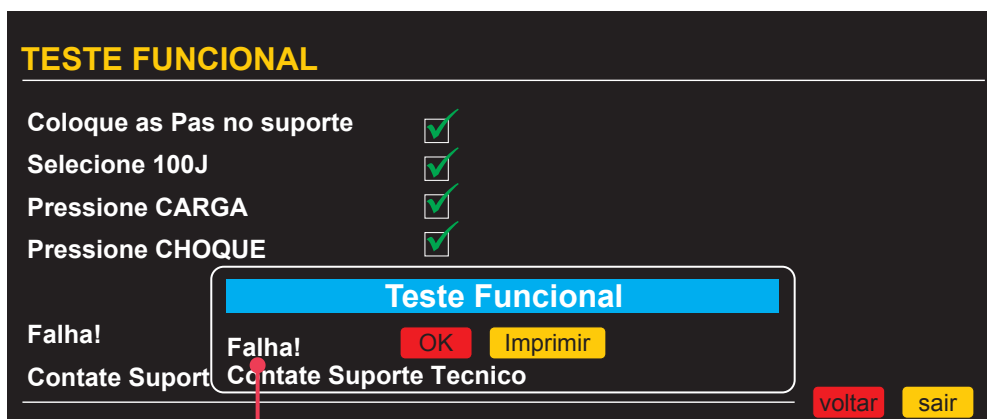 TESTE FUNCIONAL
Coloque as Pas no suporte
Selecione 100J
Pressione CARGA
Pressione CHOQUE
Teste Funcional
Falha!
Falha!
OK
Imprimir
Contate Suport
Contate Suporte Tecnico
voltar
sair